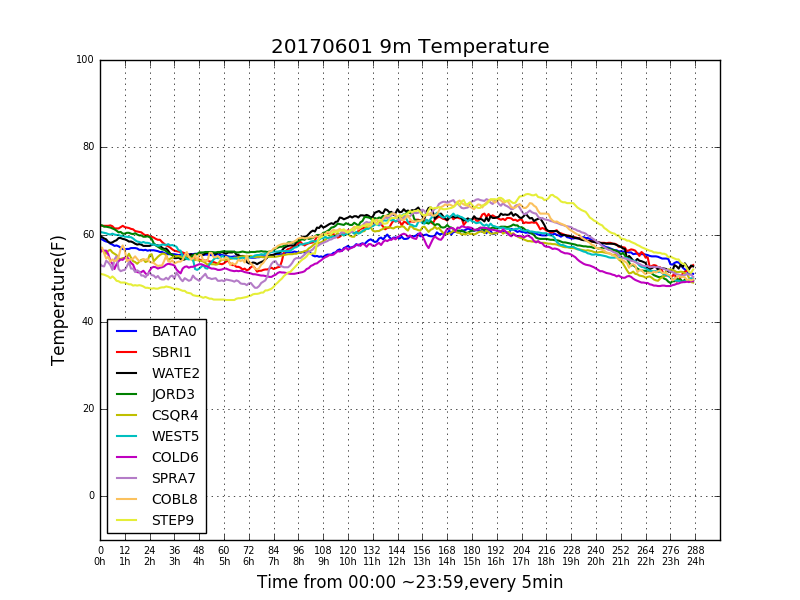 20170601 9m Temperature
100
80
60
40
20
0
Temperature(F)
BATA0
SBRI1
WATE2
JORD3
CSQR4
WEST5
COLD6
SPRA7
COBL8
STEP9
0 12 24 36 48 60 72 84 96 108 120 132 144 156 168 180 192 204 216 228 240 252 264 276 288
0h 1h 2h 3h 4h 5h 6h 7h 8h 9h 10h 11h 12h 13h 14h 15h 16h 17h 18h 19h 20h 21h 22h 23h 24h
Time from 00:00 ~23:59,every 5min